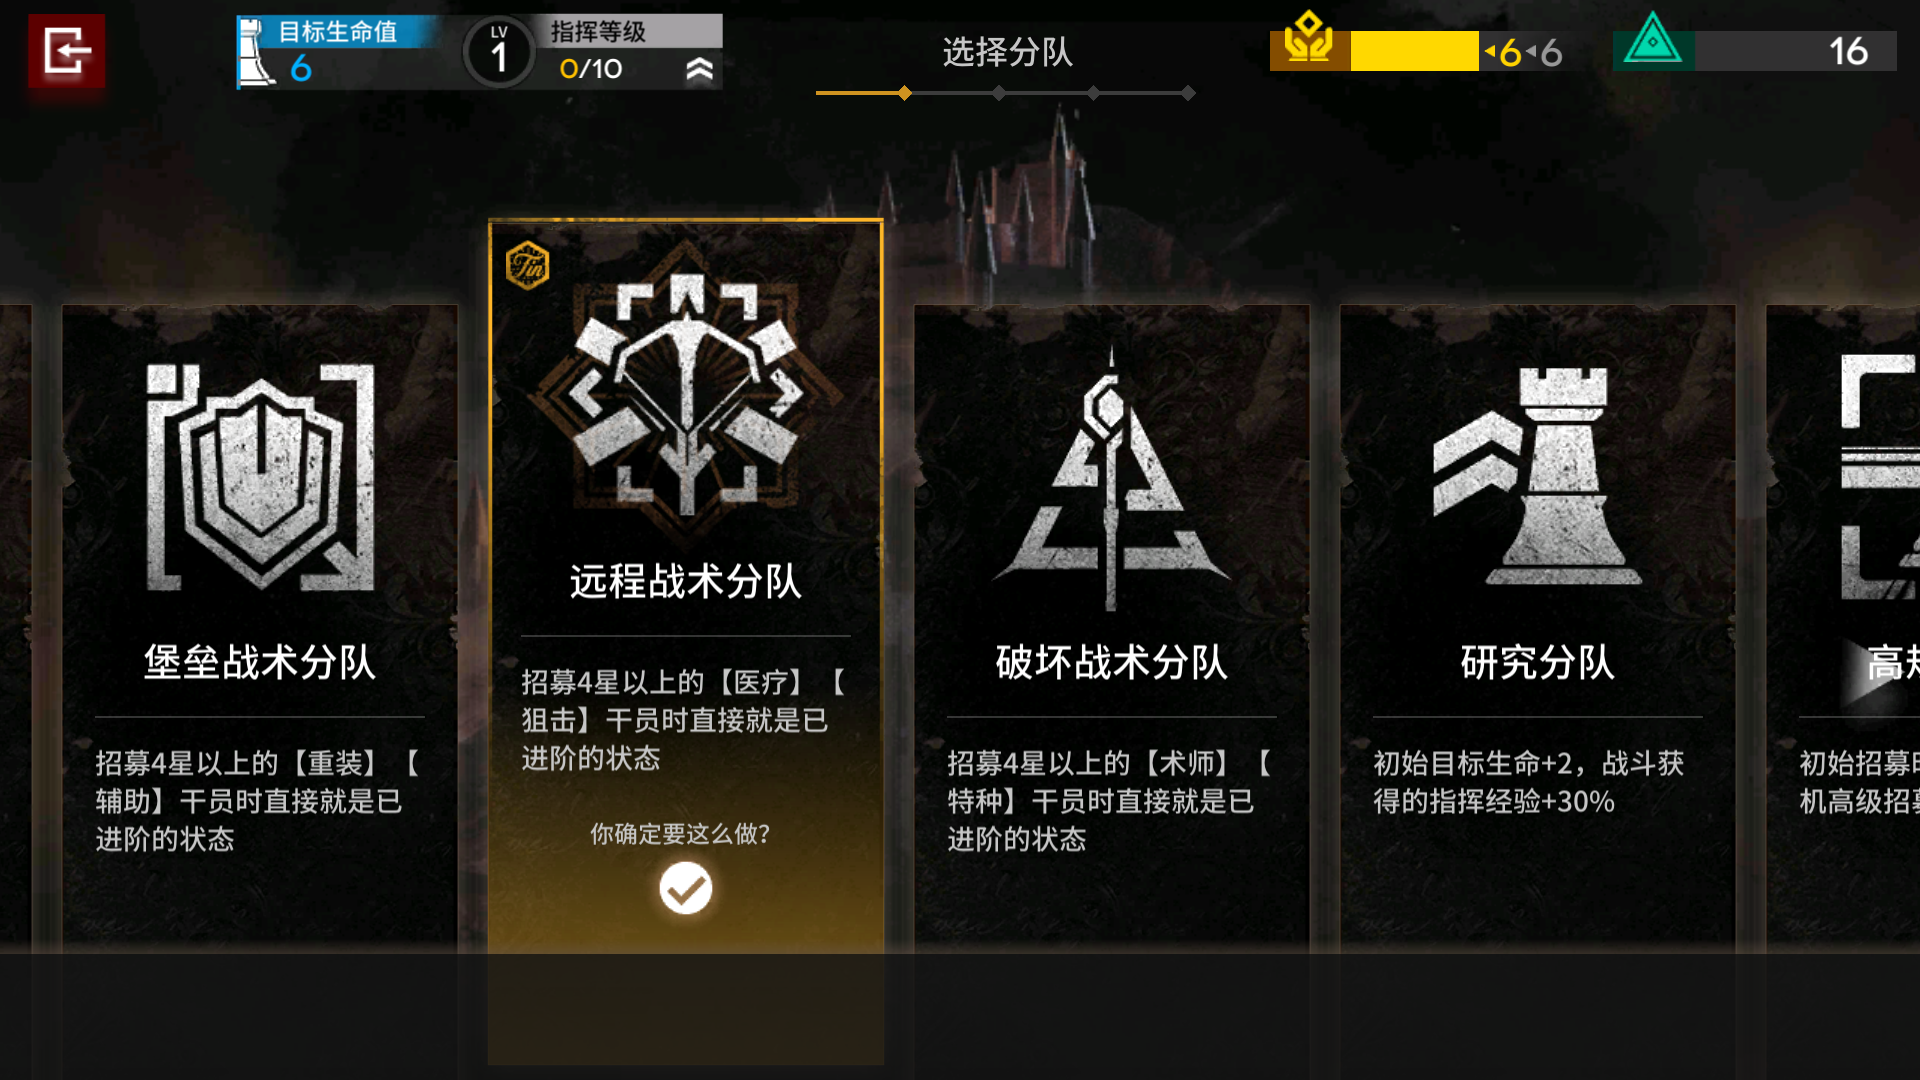 目标生命值
6
LV
1
指挥等级
0/10
选择分队
6
6
16
Fin
堡垒战术分队
招募4星以上的【重装】【
辅助】干员时直接就是已
进阶的状态
远程战术分队
招募4星以上的【医疗】【
狙击】干员时直接就是已
进阶的状态
你确定要这么做?
破坏战术分队
招募4星以上的【术师】【
特种】干员时直接就是已
进阶的状态
研究分队
初始目标生命+2，战斗获
得的指挥经验+30%
高规
初始招募时
机高级招募